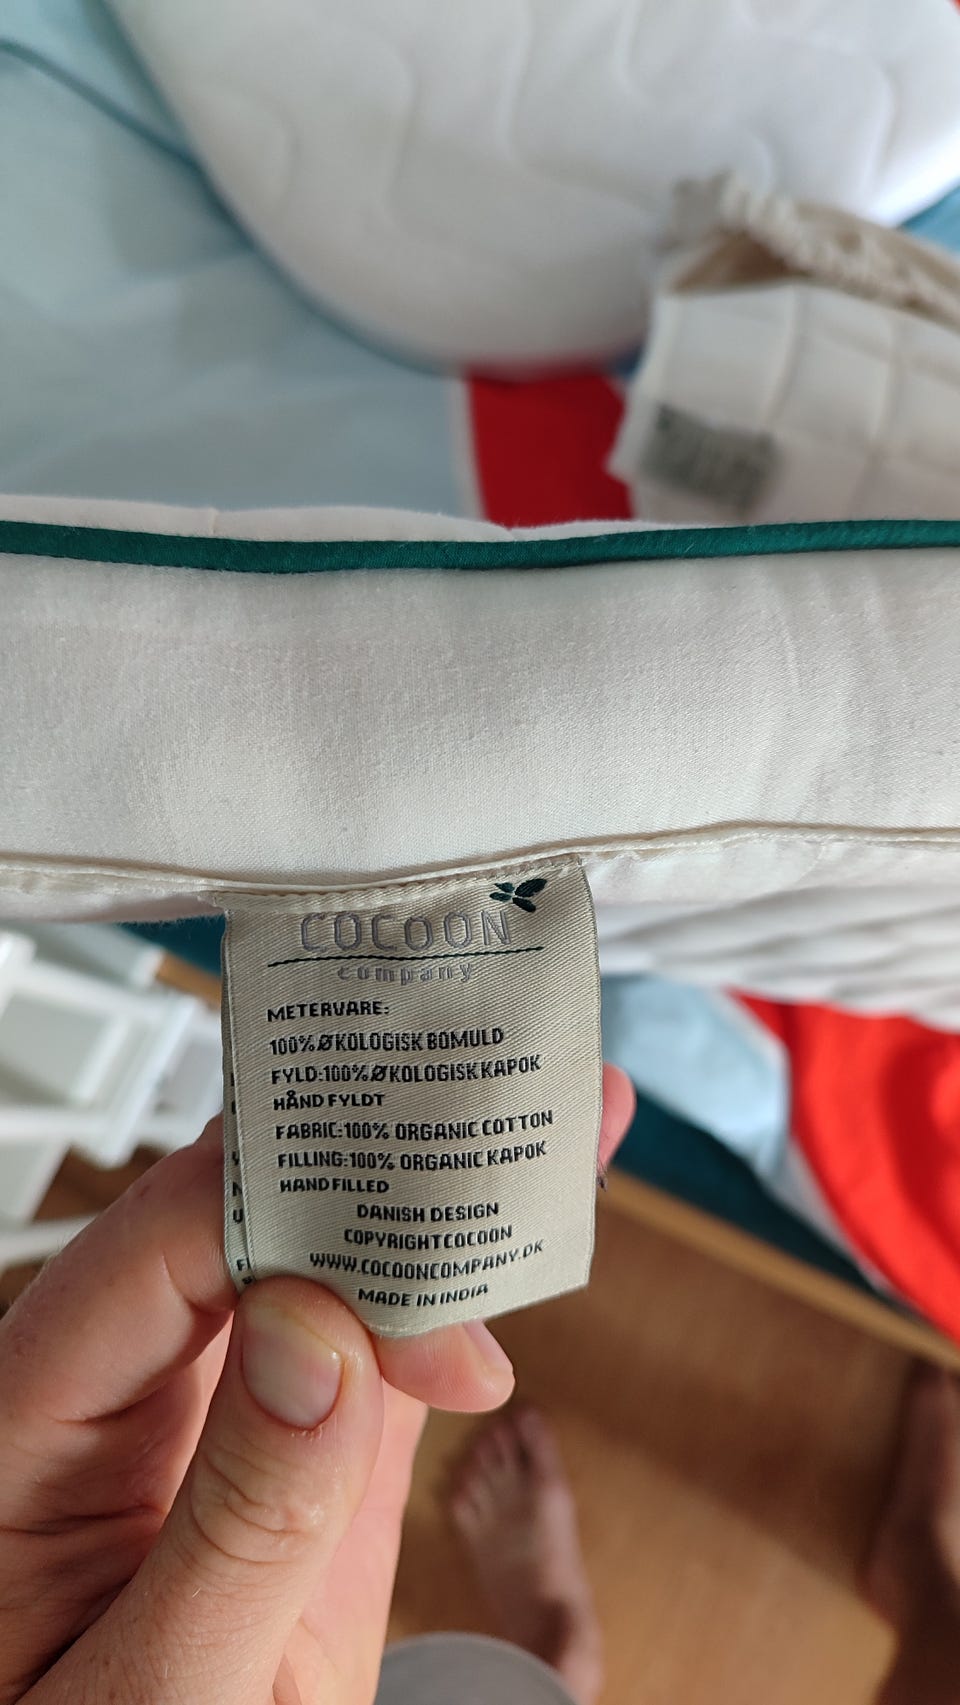 COCOON
company
METERVARE:
100% ØKOLOGISK BOMULD
FYLD:100% ØKOLOGISK KAPOK
HÅND FYLDT
FABRIC:100% ORGANIC COTTON
FILLING:100% ORGANIC KAPOK
HAND FILLED
DANISH DESIGN
COPYRIGHT COCOON
WWW.COCOONCOMPANY.DK
MADE IN INDIA